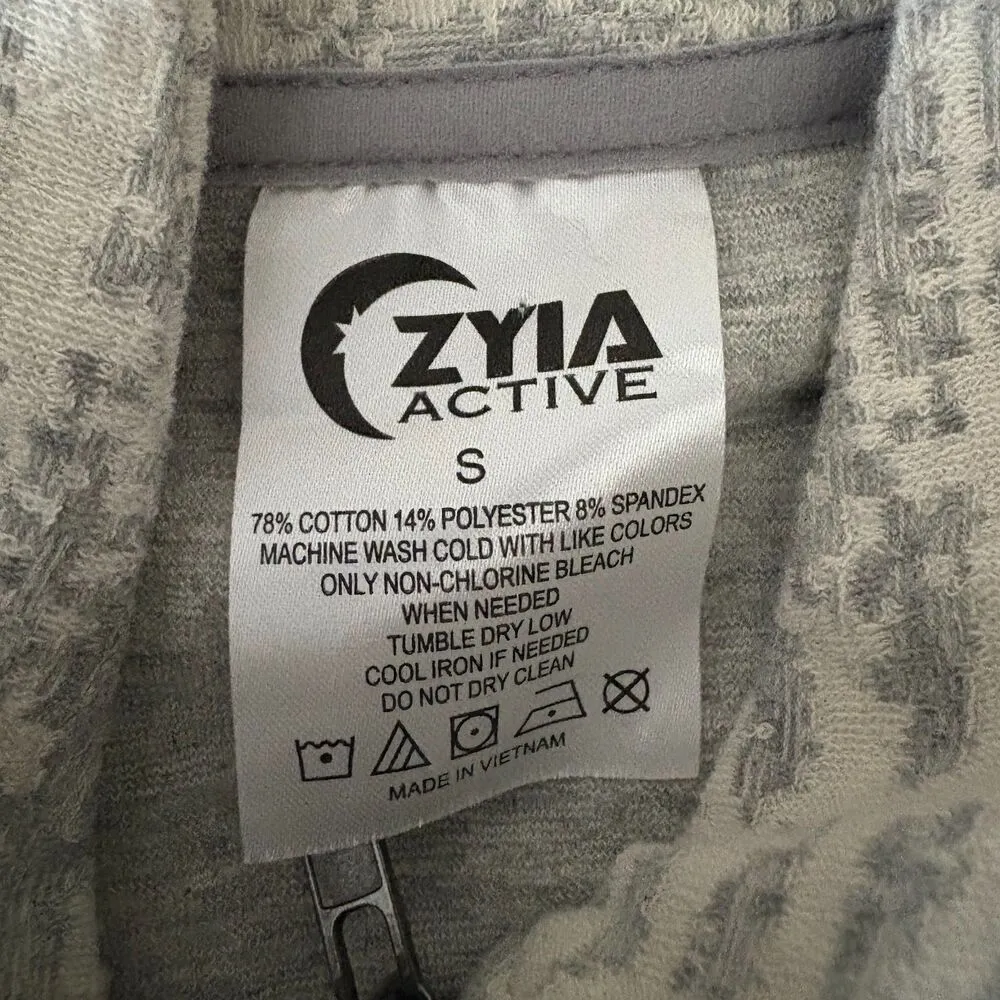 ZYIA
ACTIVE
S
78% COTTON 14% POLYESTER 8% SPANDEX
MACHINE WASH COLD WITH LIKE COLORS
ONLY NON-CHLORINE BLEACH
WHEN NEEDED
TUMBLE DRY LOW
COOL IRON IF NEEDED
DO NOT DRY CLEAN
MADE IN VIETNAM